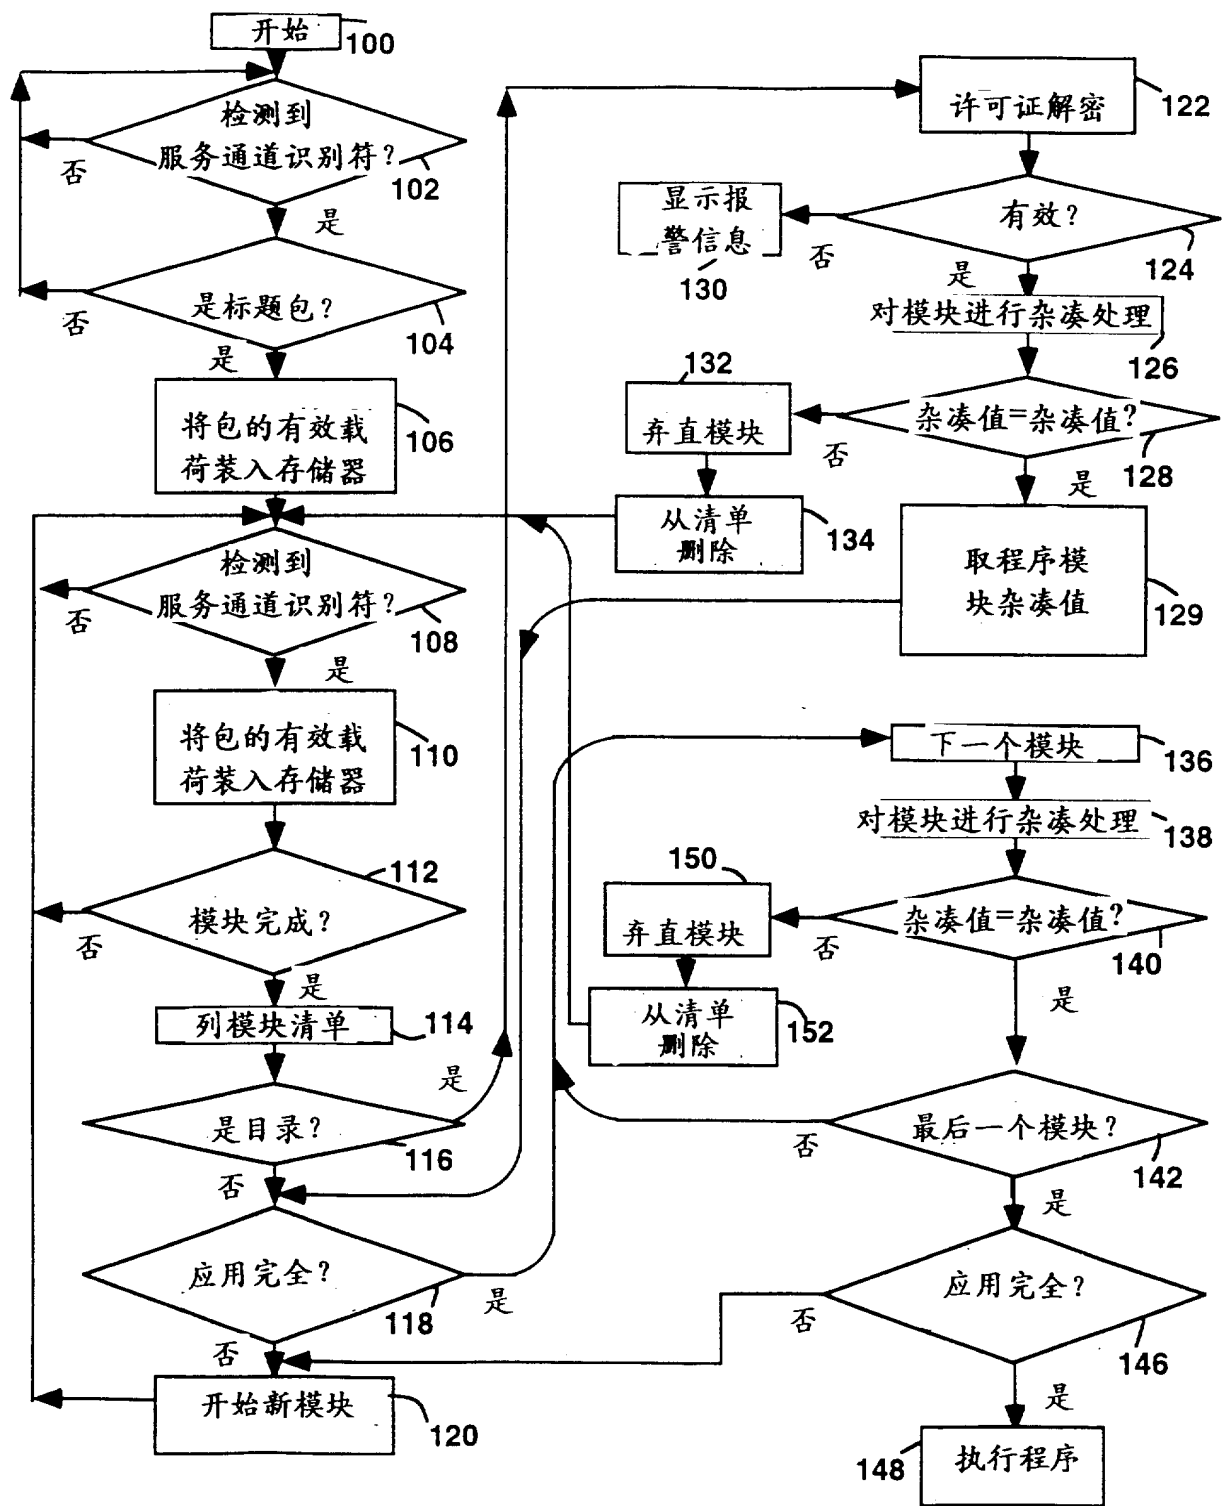 开始
100
检测到
服务通道识别符?
102
否
是
是标题包?
104
否
是
将包的有效载
荷装入存储器
106
检测到
服务通道识别符?
108
否
是
将包的有效载
荷装入存储器
110
模块完成?
112
否
是
列模块清单
114
是目录?
116
是
否
应用完全?
118
是
否
开始新模块
120
许可证解密
122
有效?
124
否
是
显示报
警信息
130
对模块进行杂凑处理
126
杂凑值=杂凑值?
128
否
是
132
弃直模块
从清单
删除
134
取程序模
块杂凑值
129
下一个模块
136
对模块进行杂凑处理
138
杂凑值=杂凑值?
140
否
是
150
弃直模块
从清单
删除
152
最后一个模块?
142
否
是
应用完全?
146
否
是
执行程序
148